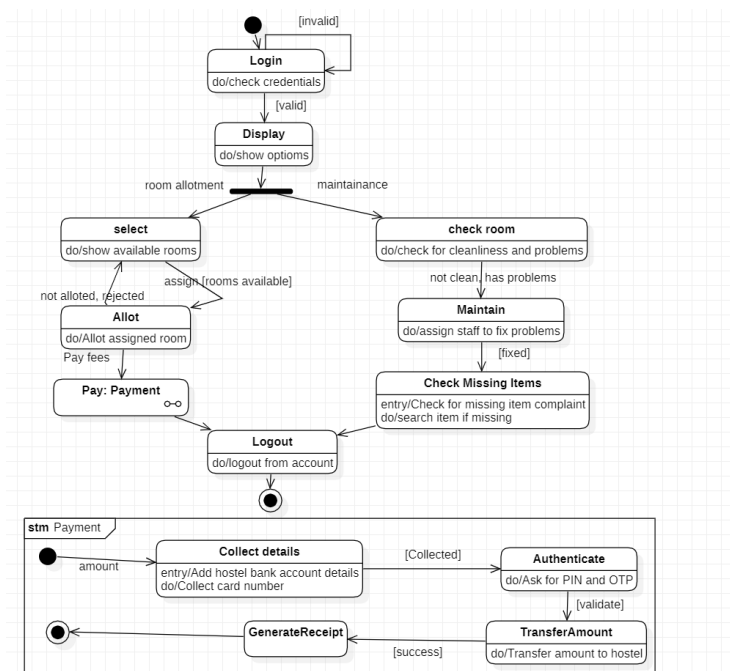 [invalid]
Login
do/check credentials
[valid]
Display
do/show optioms
room allotment
maintainance
select
do/show available rooms
check room
do/check for cleanliness and problems
assign [rooms available]
not alloted, rejected
not clean, has problems
Allot
do/Allot assigned room
Maintain
do/assign staff to fix problems
Pay fees
[fixed]
Pay: Payment
Check Missing Items
entry/Check for missing item complaint
do/search item if missing
Logout
do/logout from account
stm Payment
amount
Collect details
entry/Add hostel bank account details
do/Collect card number
[Collected]
Authenticate
do/Ask for PIN and OTP
[validate]
GenerateReceipt
[success]
TransferAmount
do/Transfer amount to hostel